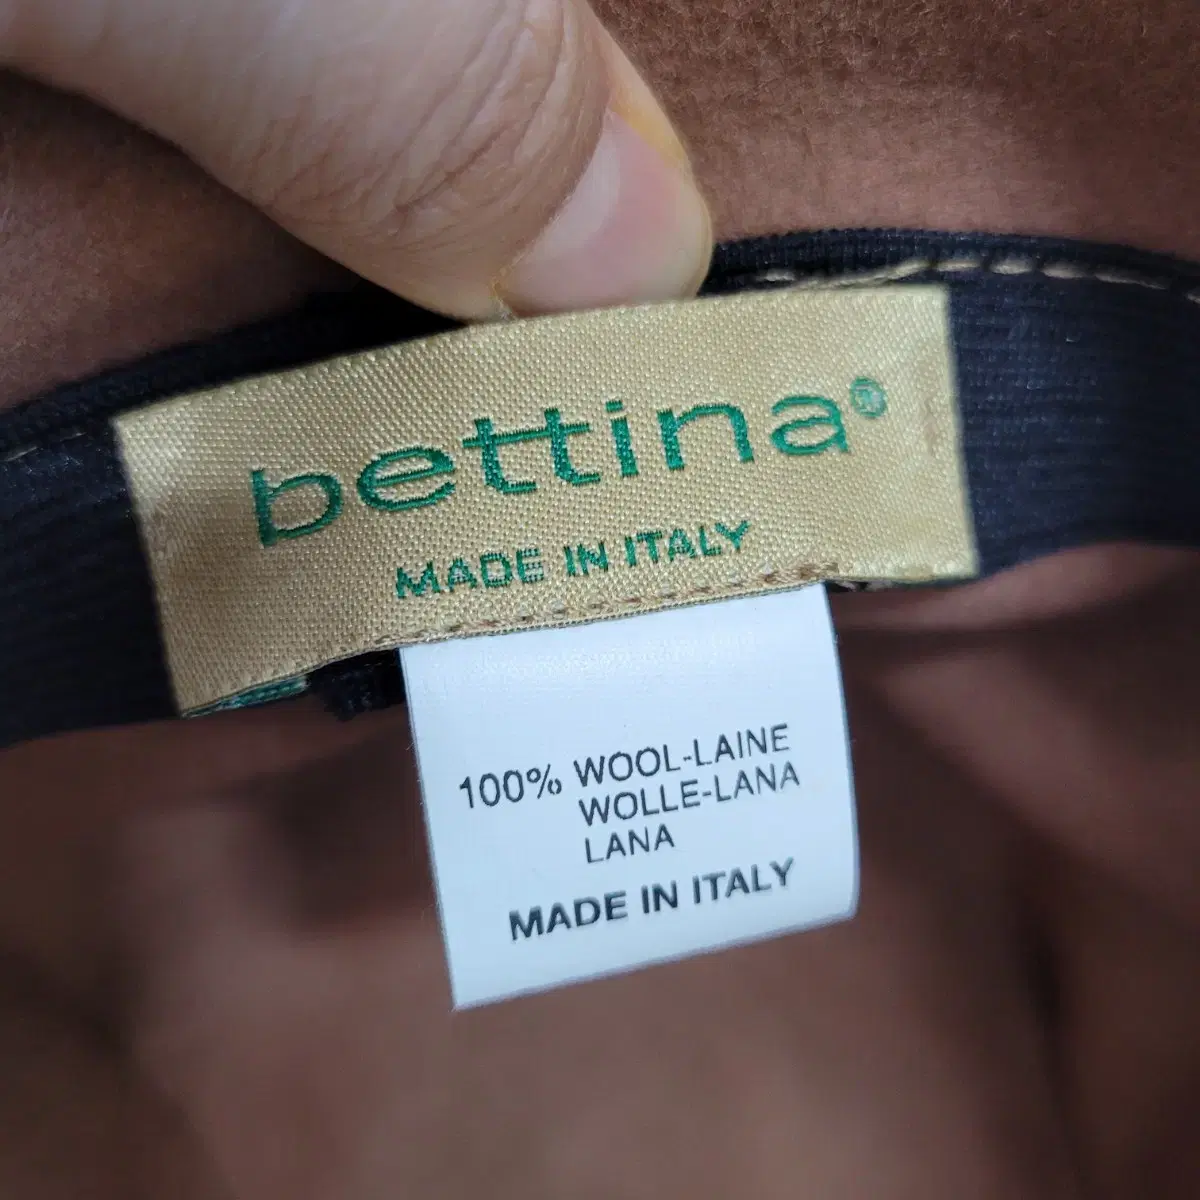 bettina®
MADE IN ITALY
100% WOOL-LAINE
WOLLE-LANA
LANA
MADE IN ITALY